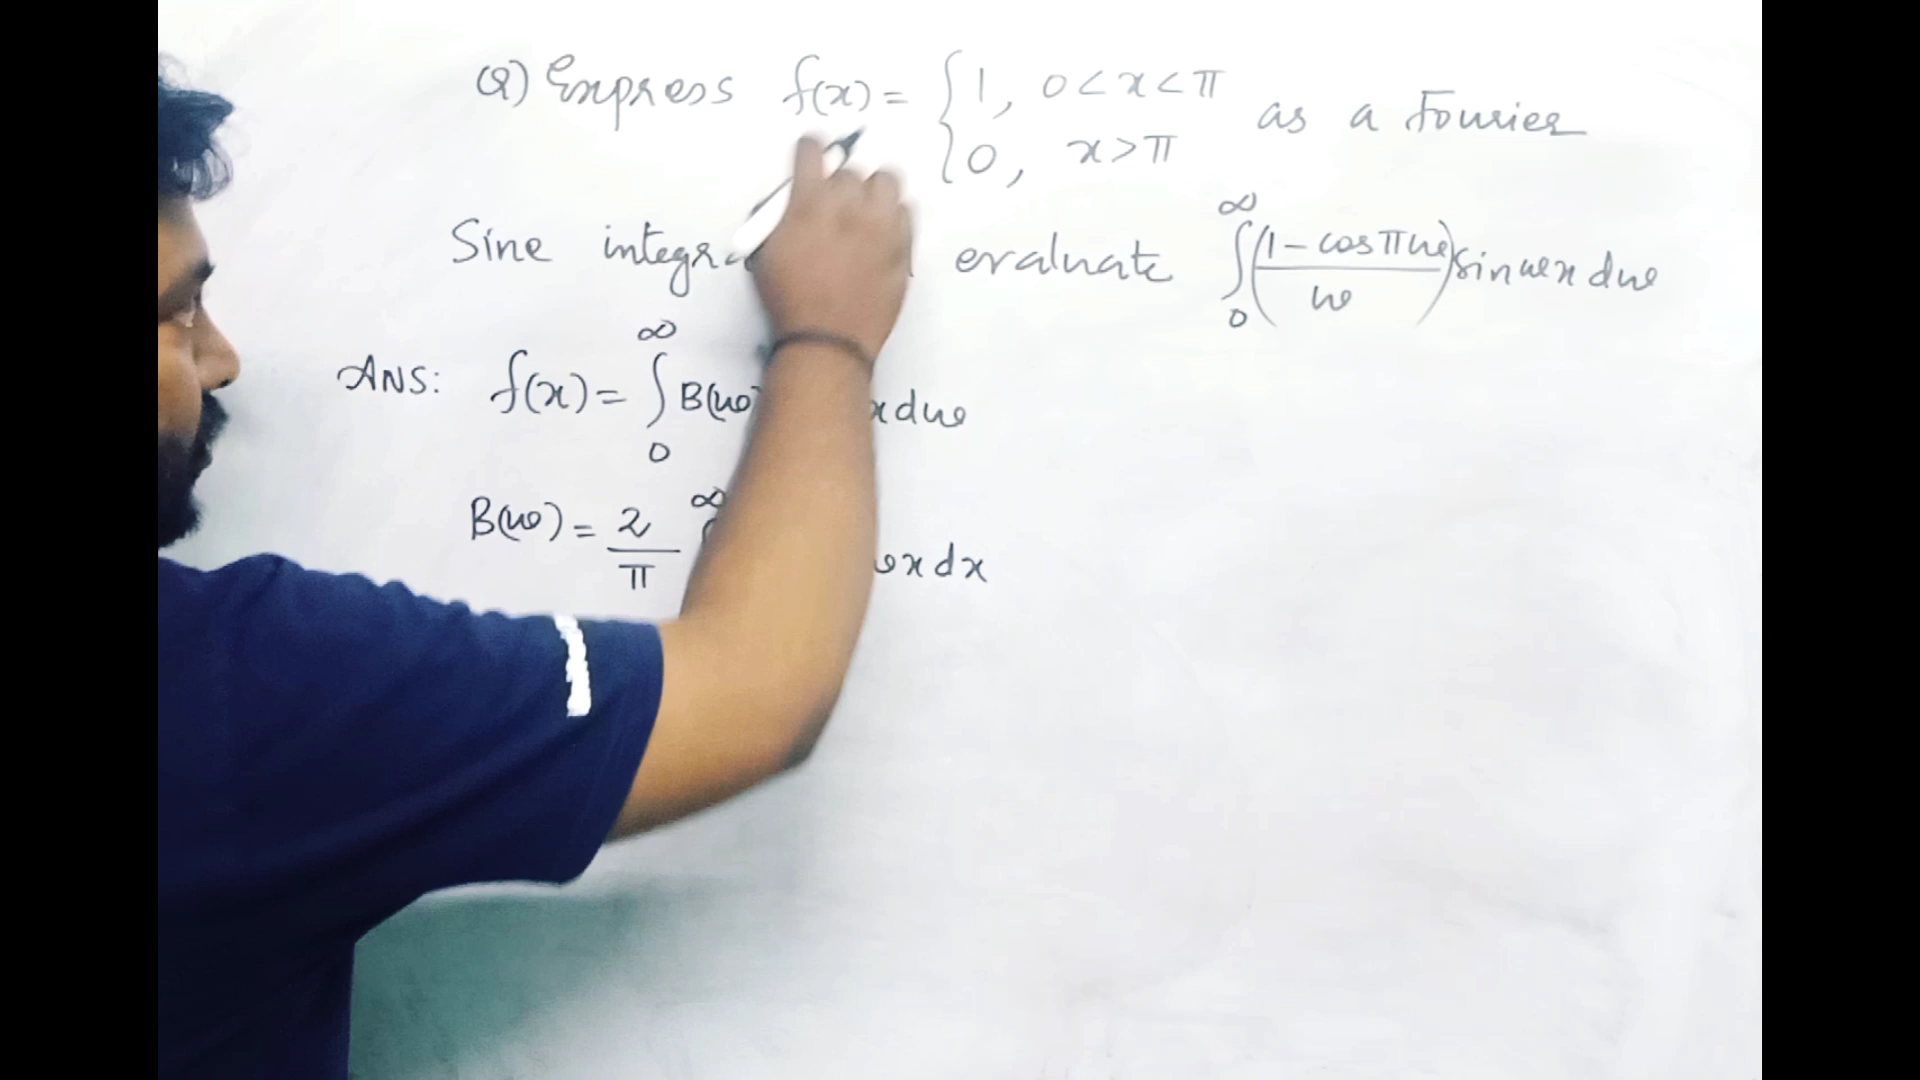 Q) Express f(x) = { 1, 0 < x < π
0, x > π as a Fourier
Sine evaluate ∫₀^∞ ((1 - cos πw)/w) sin wx dw
ANS: f(x) = ∫₀^∞ B(w) x dw
B(w) = 2/π ∞ wx dx